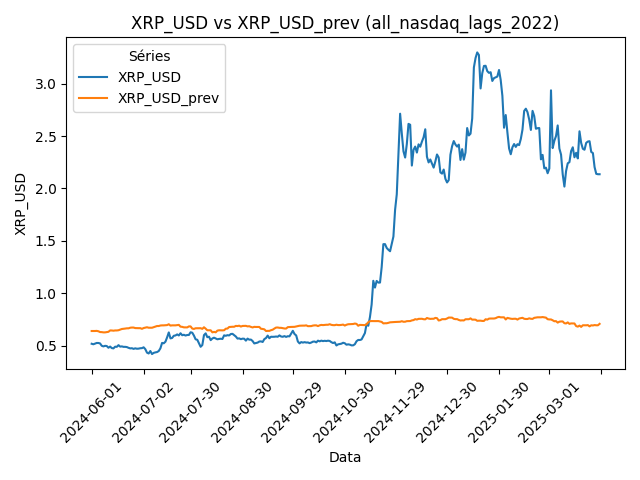 XRP_USD vs XRP_USD_prev (all_nasdaq_lags_2022)
Séries
XRP_USD
XRP_USD_prev
XRP_USD
3.0
2.5
2.0
1.5
1.0
0.5
2024-06-01
2024-07-02
2024-07-30
2024-08-30
2024-09-29
2024-10-30
2024-11-29
2024-12-30
2025-01-30
2025-03-01
Data